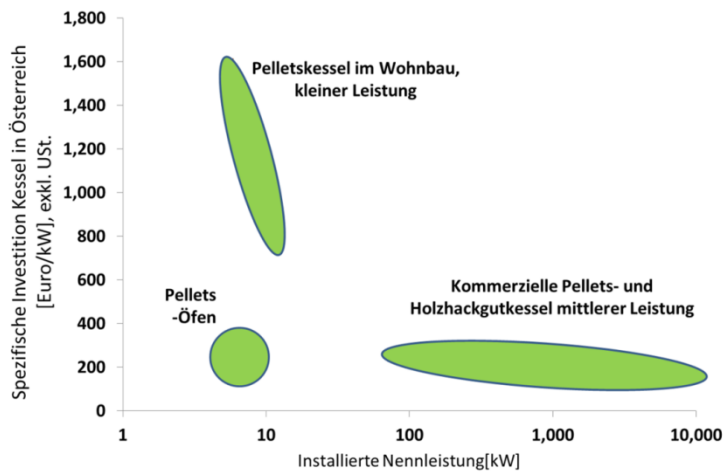 Spezifische Investition Kessel in Österreich
[Euro/kW], exkl. USt.
1,800
1,600
1,400
1,200
1,000
800
600
400
200
0
Pelletskessel im Wohnbau,
kleiner Leistung
Pellets
-Öfen
Kommerzielle Pellets- und
Holzhackgutkessel mittlerer Leistung
1
10
100
1,000
10,000
Installierte Nennleistung[kW]